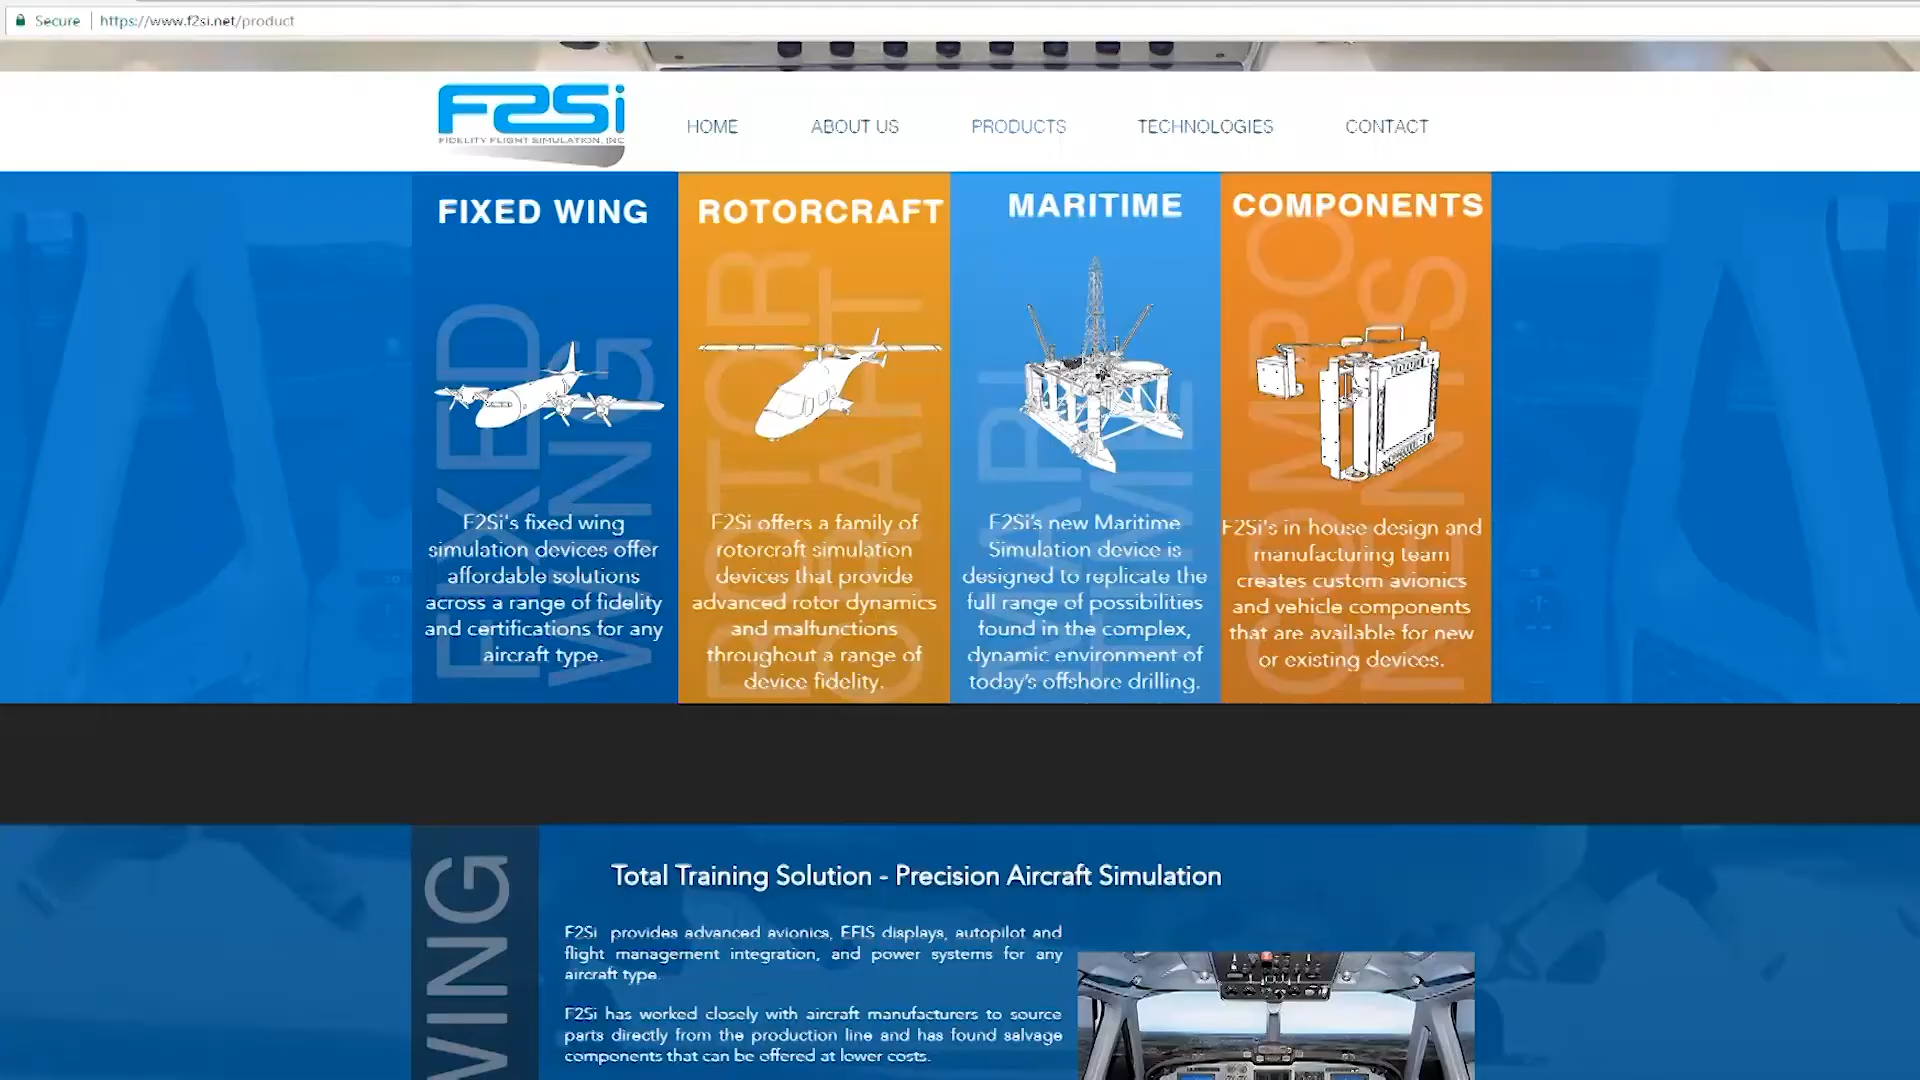 Secure https://www.f2si.net/product
F2Si
FIDELITY FLIGHT SIMULATION, INC
HOME ABOUT US PRODUCTS TECHNOLOGIES CONTACT
FIXED WING
FIXED
WING
F2Si's fixed wing
simulation devices offer
affordable solutions
across a range of fidelity
and certifications for any
aircraft type.
ROTORCRAFT
ROTOR
CRAFT
F2Si offers a family of
rotorcraft simulation
devices that provide
advanced rotor dynamics
and malfunctions
throughout a range of
device fidelity.
MARITIME
MARI
TIME
F2Si's new Maritime
Simulation device is
designed to replicate the
full range of possibilities
found in the complex,
dynamic environment of
today's offshore drilling.
COMPONENTS
COMPO
NENTS
F2Si's in house design and
manufacturing team
creates custom avionics
and vehicle components
that are available for new
or existing devices.
WING
Total Training Solution - Precision Aircraft Simulation
F2Si provides advanced avionics, EFIS displays, autopilot and
flight management integration, and power systems for any
aircraft type.
F2Si has worked closely with aircraft manufacturers to source
parts directly from the production line and has found salvage
components that can be offered at lower costs.